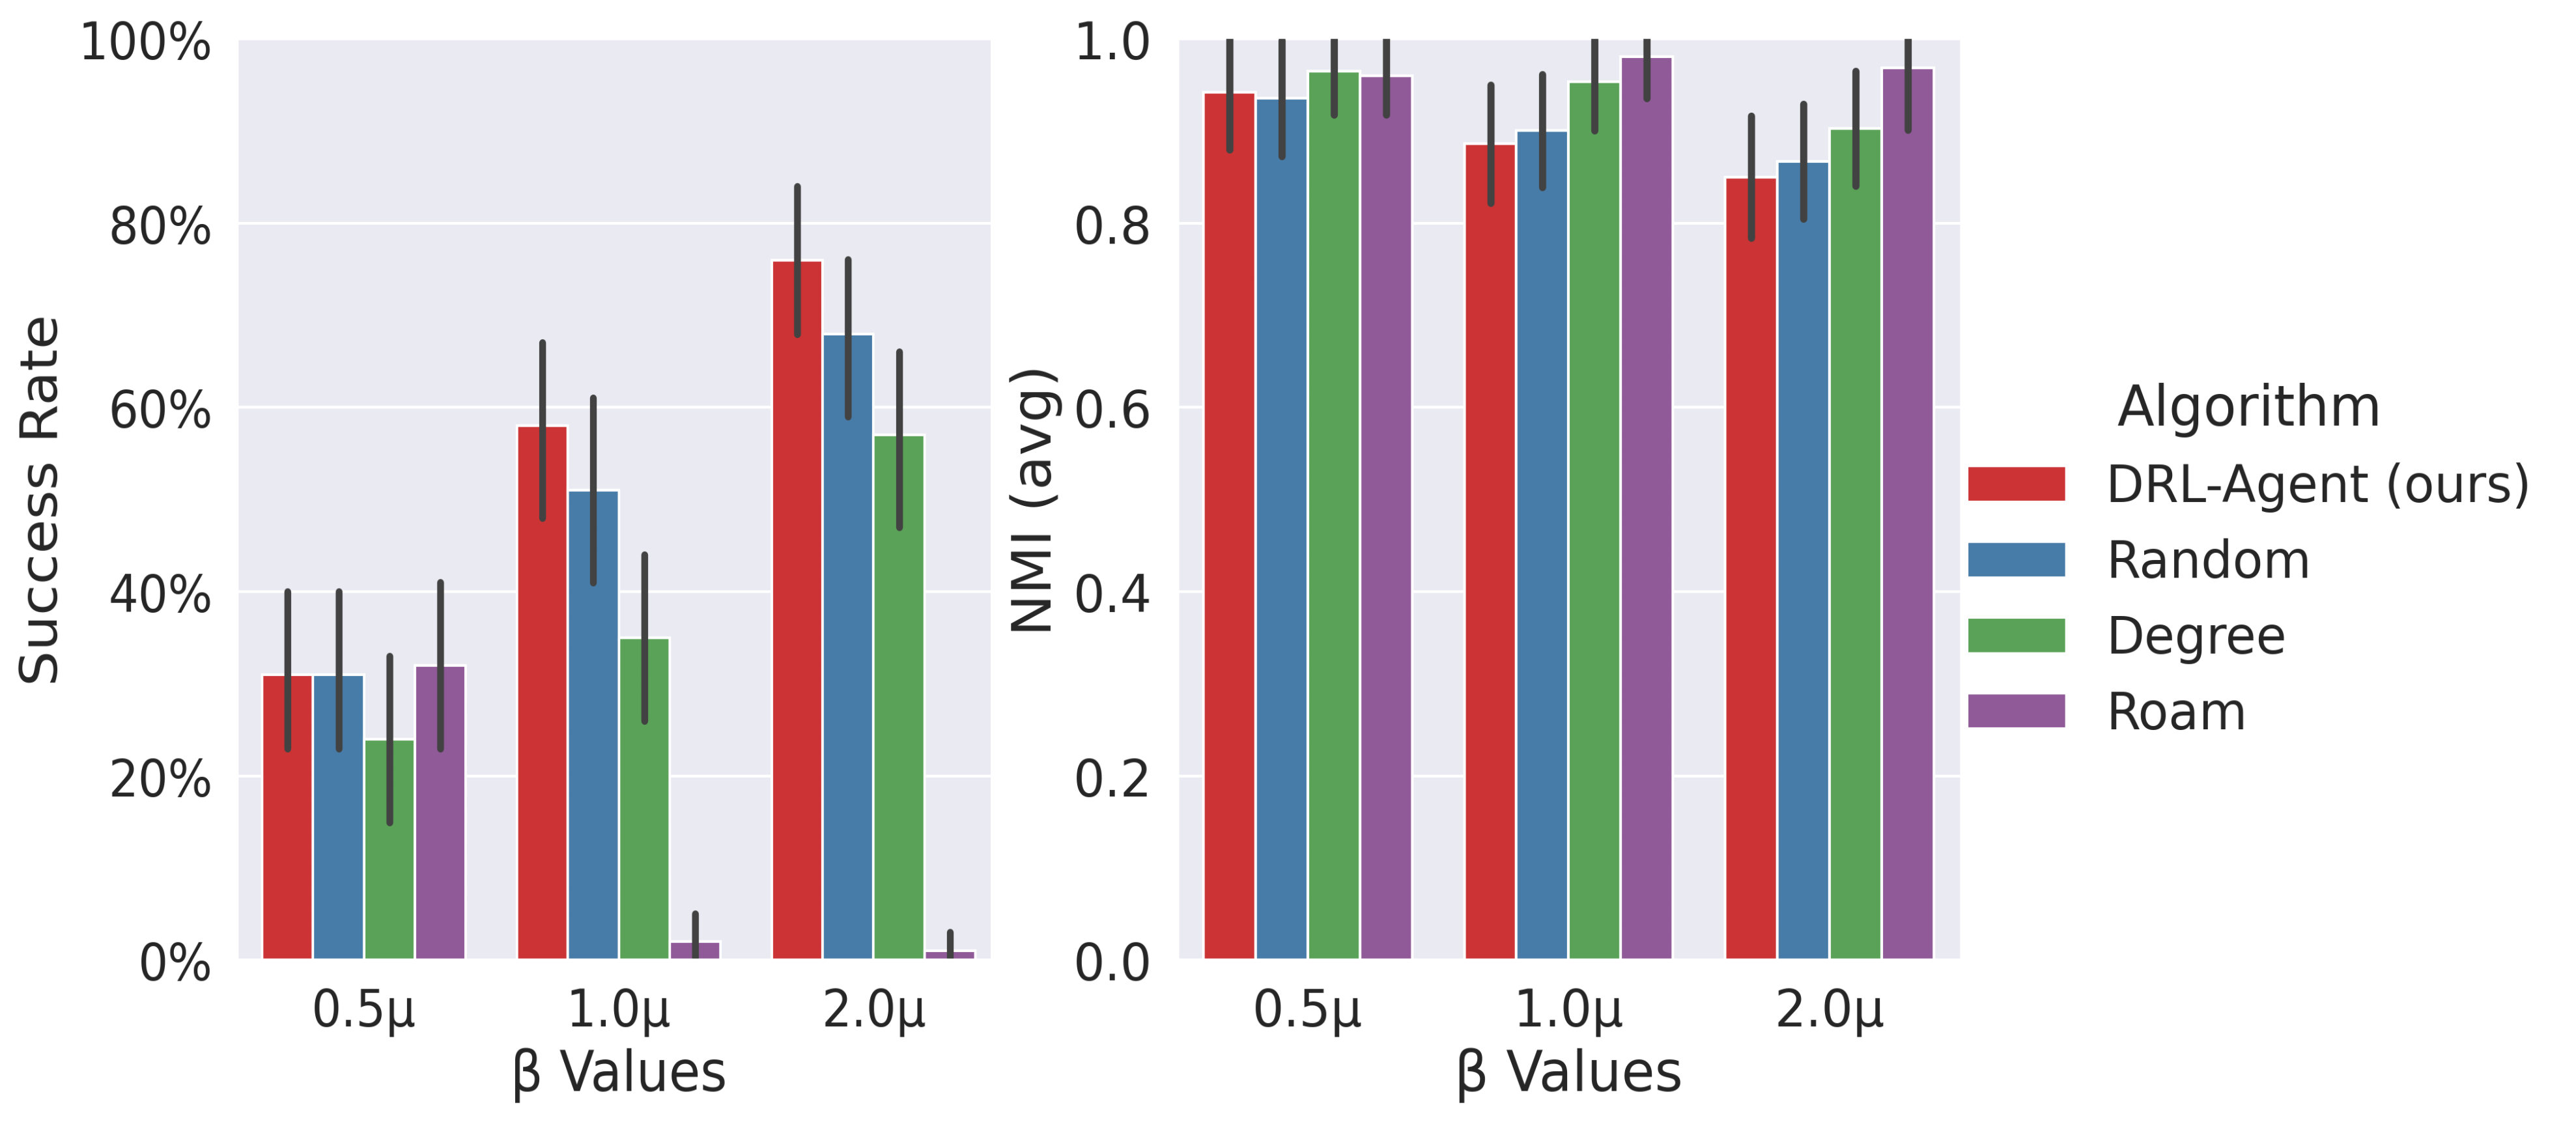 100%
80%
60%
40%
20%
0%
Success Rate
0.5μ 1.0μ 2.0μ
β Values
1.0
0.8
0.6
0.4
0.2
0.0
NMI (avg)
0.5μ 1.0μ 2.0μ
β Values
Algorithm
DRL-Agent (ours)
Random
Degree
Roam